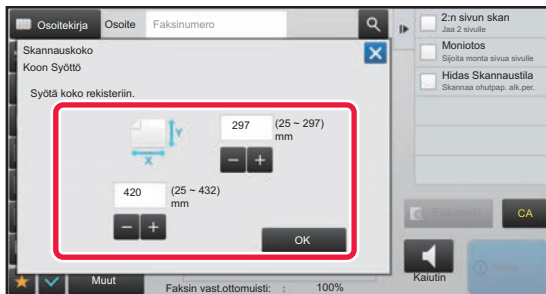 Osoitekirja
Osoite
Faksinumero
2:n sivun skan
Jaa 2 sivulle
Moniotos
Sijoita monta sivua sivulle
Hidas Skannaustila
Skannaa ohutpap. alk.per.
Skannauskoko
Koon Syöttö
Syötä koko rekisteriin.
Y
X
297
(25 ~ 297)
mm
420
(25 ~ 432)
mm
OK
CA
Kaiutin
Muut
Faksin vast.ottomuisti: : 100%